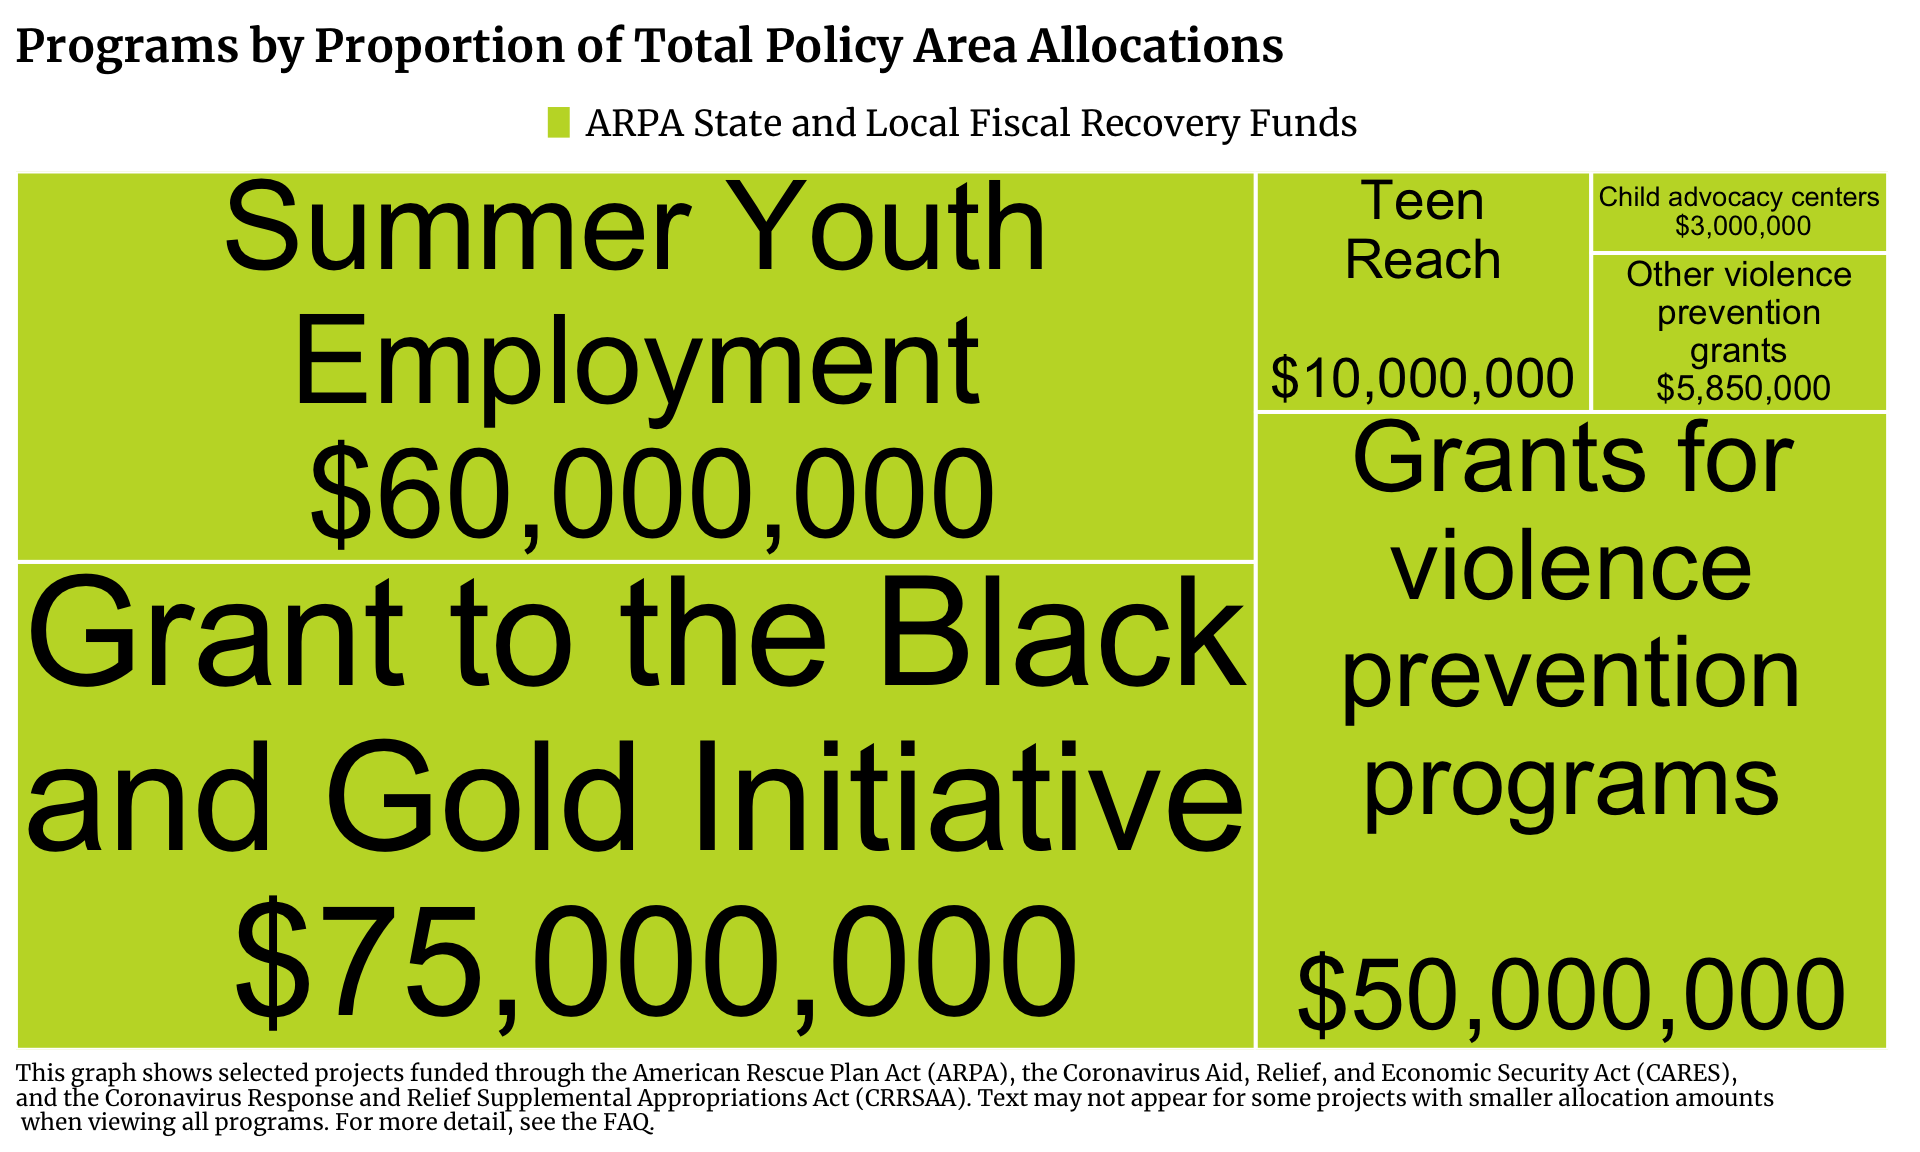 Programs by Proportion of Total Policy Area Allocations
ARPA State and Local Fiscal Recovery Funds
Summer Youth
Employment
$60,000,000
Grant to the Black
and Gold Initiative
$75,000,000
Teen
Reach
$10,000,000
Child advocacy centers
$3,000,000
Other violence
prevention
grants
$5,850,000
Grants for
violence
prevention
programs
$50,000,000
This graph shows selected projects funded through the American Rescue Plan Act (ARPA), the Coronavirus Aid, Relief, and Economic Security Act (CARES),
and the Coronavirus Response and Relief Supplemental Appropriations Act (CRRSAA). Text may not appear for some projects with smaller allocation amounts
when viewing all programs. For more detail, see the FAQ.